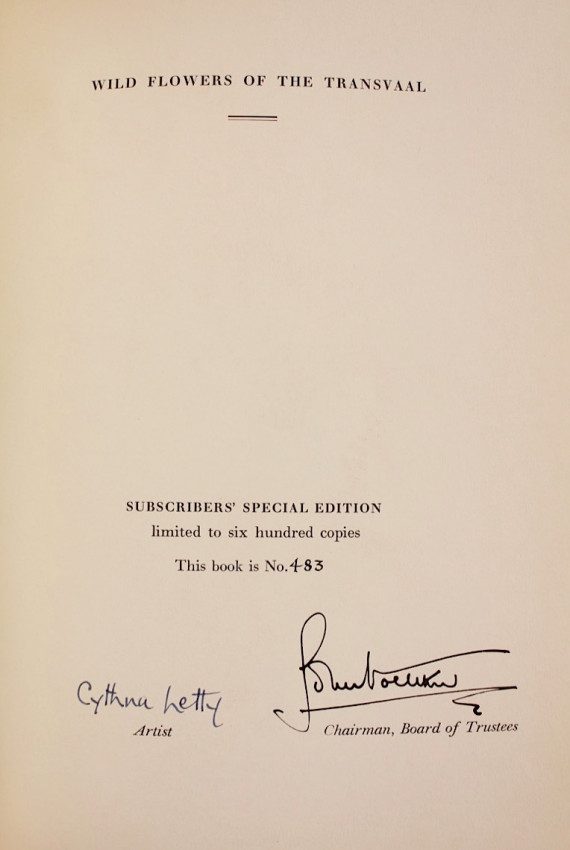 WILD FLOWERS OF THE TRANSVAAL
SUBSCRIBERS' SPECIAL EDITION
limited to six hundred copies
This book is No. 483
Cythna Letty
Artist
Chairman, Board of Trustees